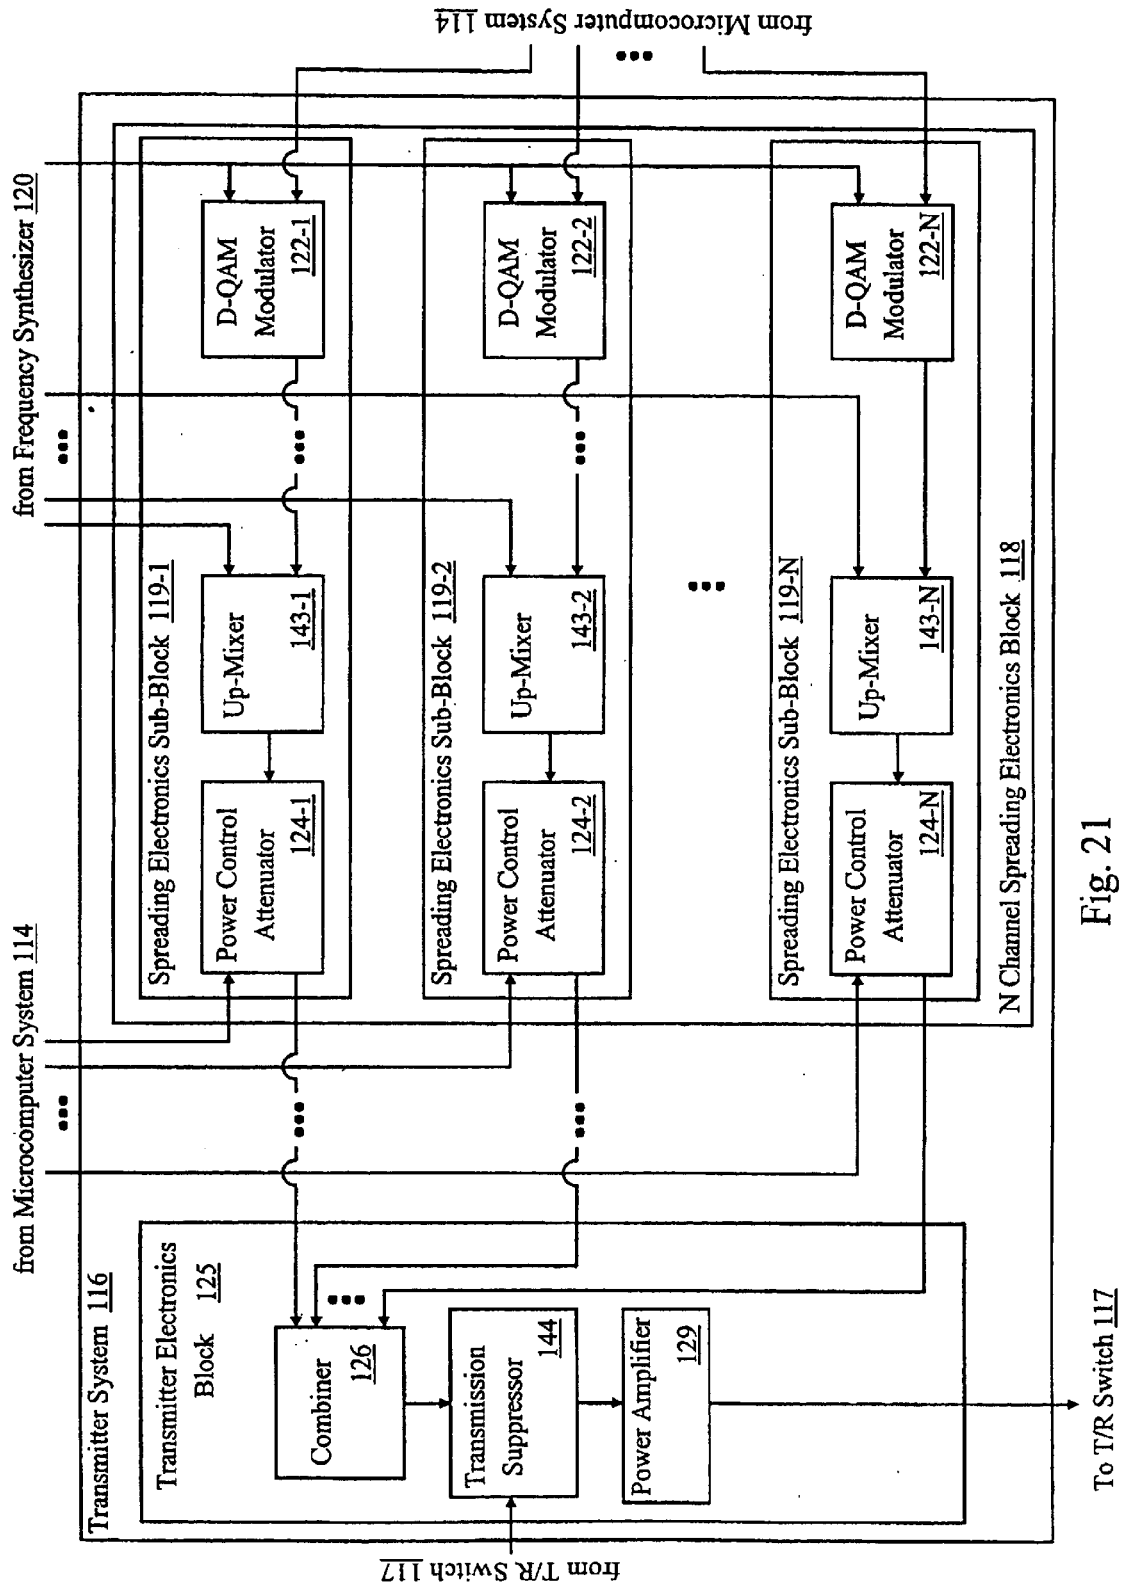 from Microcomputer System 114
from Frequency Synthesizer 120
Transmitter System 116
Transmitter Electronics
Block 125
Combiner
126
Transmission
Suppressor
144
Power Amplifier
129
from T/R Switch 117
To T/R Switch 117
Spreading Electronics Sub-Block 119-1
Power Control
Attenuator
124-1
Up-Mixer
143-1
D-QAM
Modulator
122-1
Spreading Electronics Sub-Block 119-2
Power Control
Attenuator
124-2
Up-Mixer
143-2
D-QAM
Modulator
122-2
Spreading Electronics Sub-Block 119-N
Power Control
Attenuator
124-N
Up-Mixer
143-N
D-QAM
Modulator
122-N
N Channel Spreading Electronics Block 118
from Microcomputer System 114
Fig. 21